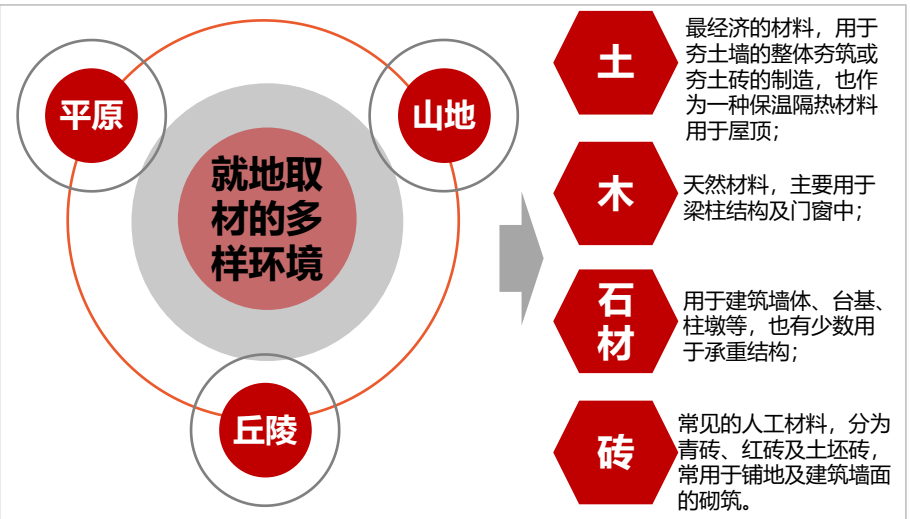 平原
山地
就地取
材的多
样环境
丘陵
土
最经济的材料，用于
夯土墙的整体夯筑或
夯土砖的制造，也作
为一种保温隔热材料
用于屋顶；
木
天然材料，主要用于
梁柱结构及门窗中；
石
材
用于建筑墙体、台基、
柱墩等，也有少数用
于承重结构；
砖
常见的人工材料，分为
青砖、红砖及土坯砖，
常用于铺地及建筑墙面
的砌筑。